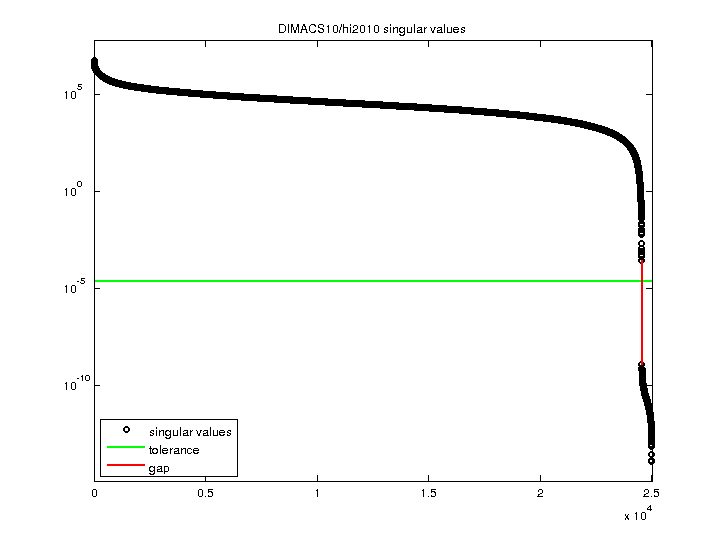 DIMACS10/hi2010 singular values
10^5
10^0
10^-5
10^-10
singular values
tolerance
gap
0
0.5
1
1.5
2
2.5
x 10^4